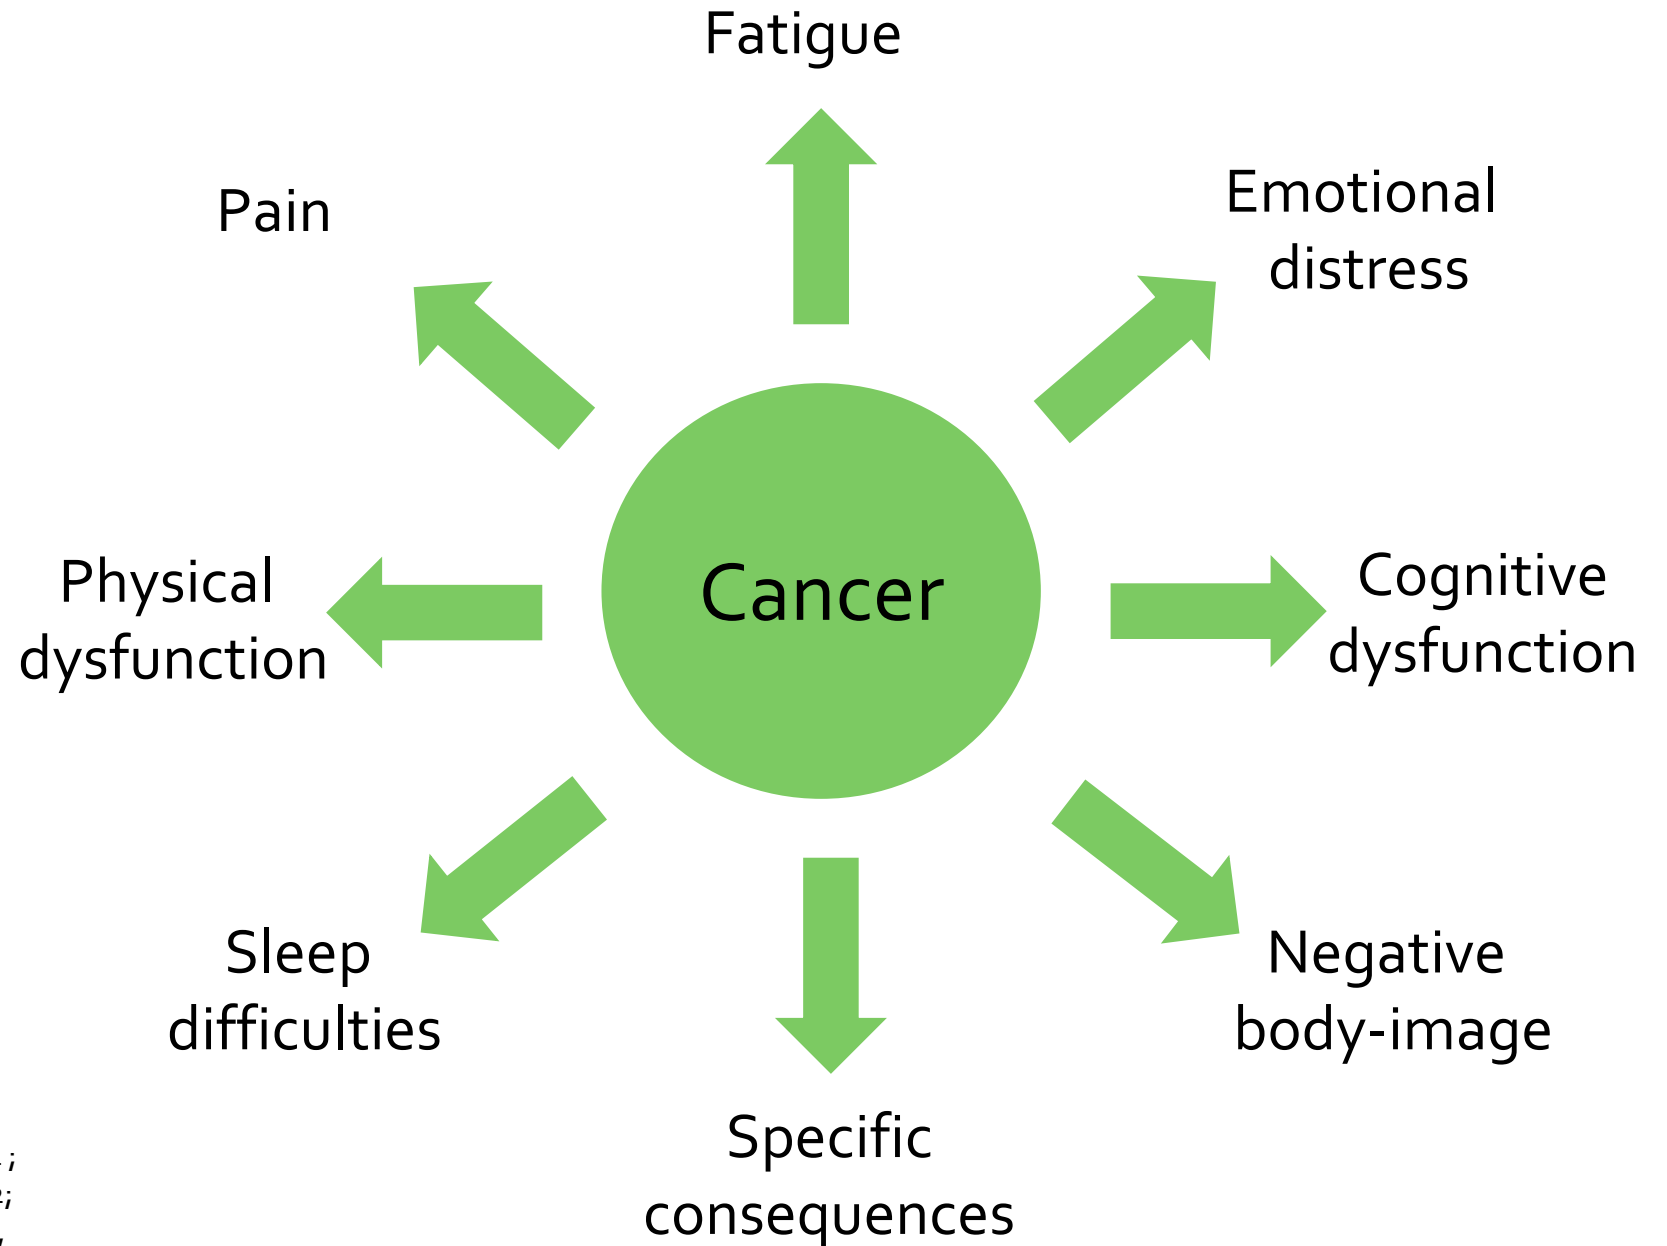 Fatigue
Pain
Emotional
distress
Physical
dysfunction
Cancer
Cognitive
dysfunction
Sleep
difficulties
Negative
body-image
Specific
consequences